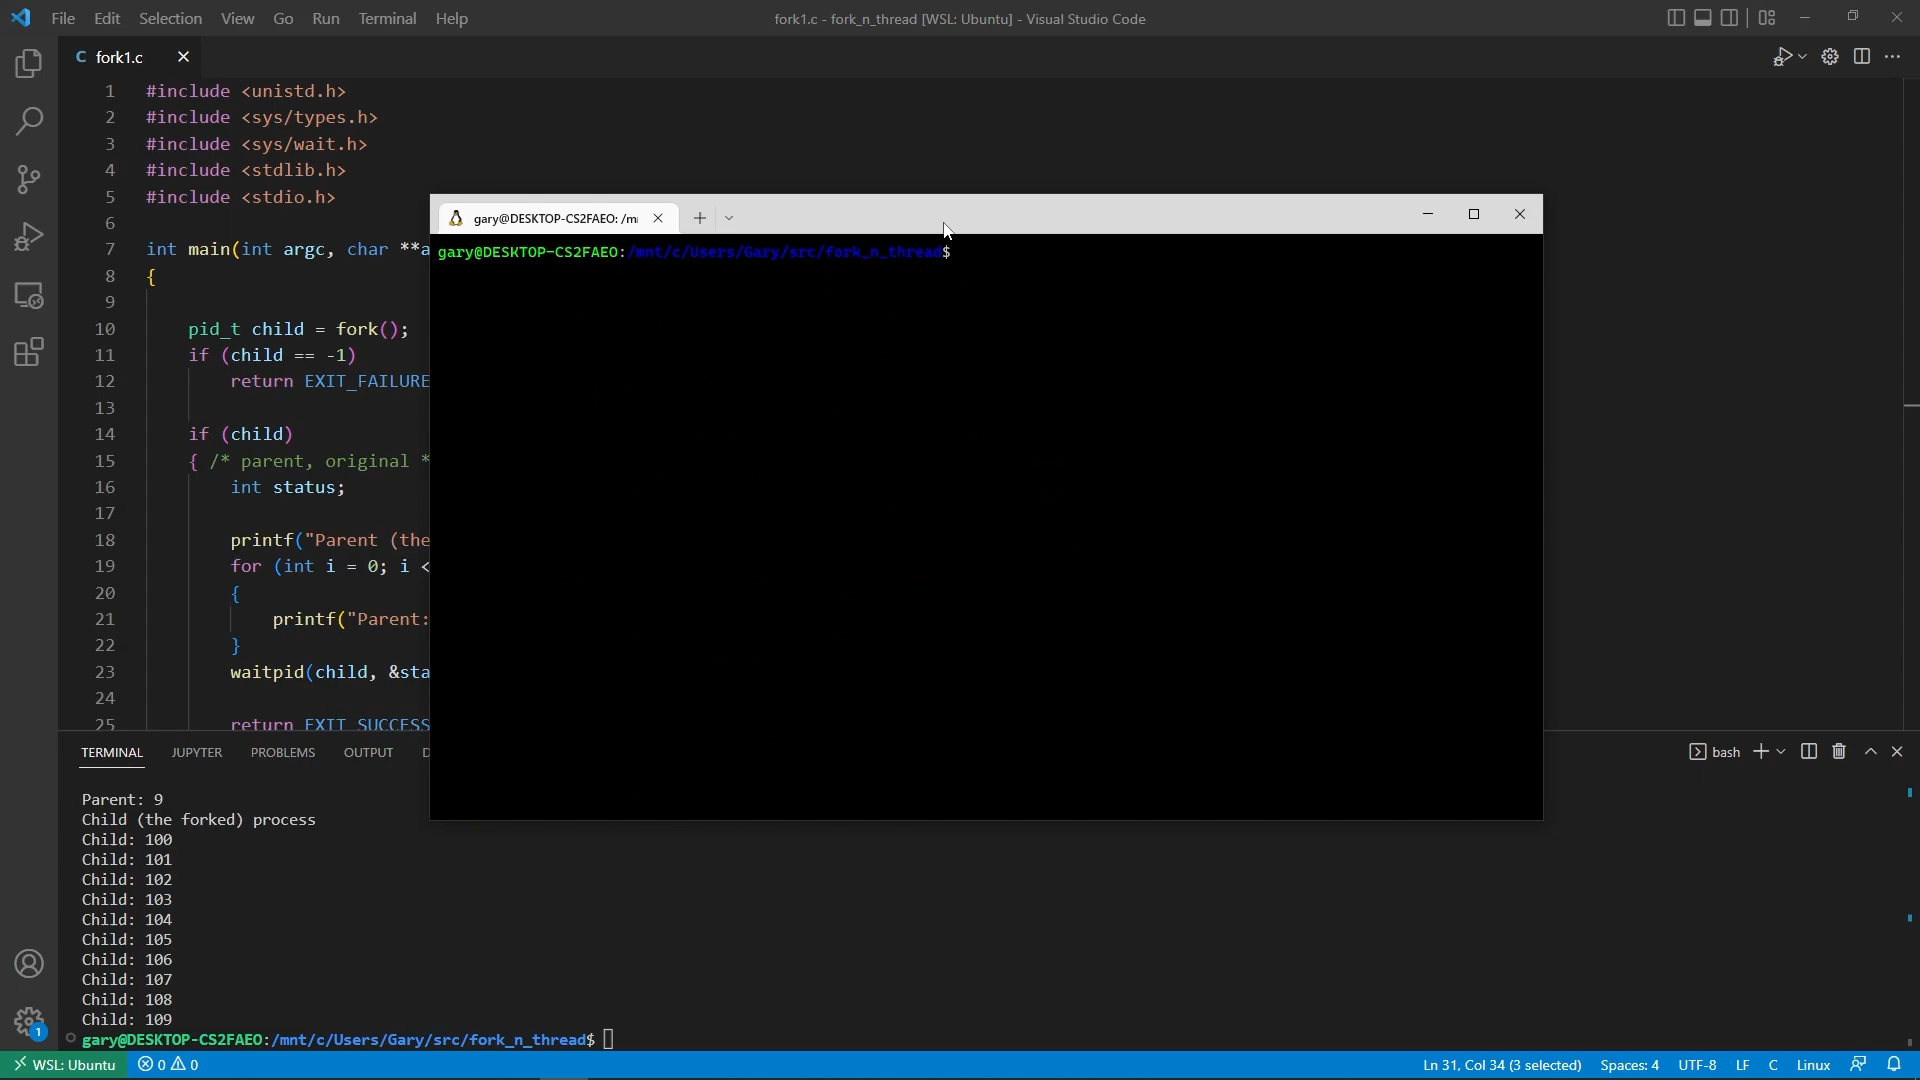 File Edit Selection View Go Run Terminal Help
fork1.c - fork_n_thread [WSL: Ubuntu] - Visual Studio Code
C fork1.c
1 #include <unistd.h>
2 #include <sys/types.h>
3 #include <sys/wait.h>
4 #include <stdlib.h>
5 #include <stdio.h>
6
7 int main(int argc, char **a
8 {
9
10 pid_t child = fork();
11 if (child == -1)
12 return EXIT_FAILURE
13
14 if (child)
15 { /* parent, original *
16 int status;
17
18 printf("Parent (the
19 for (int i = 0; i <
20 {
21 printf("Parent:
22 }
23 waitpid(child, &sta
24
25 return EXIT_SUCCESS
gary@DESKTOP-CS2FAEO: /m
gary@DESKTOP-CS2FAEO:/mnt/c/Users/Gary/src/fork_n_thread$
TERMINAL JUPYTER PROBLEMS OUTPUT D
bash
Parent: 9
Child (the forked) process
Child: 100
Child: 101
Child: 102
Child: 103
Child: 104
Child: 105
Child: 106
Child: 107
Child: 108
Child: 109
gary@DESKTOP-CS2FAEO:/mnt/c/Users/Gary/src/fork_n_thread$
1
WSL: Ubuntu 0 0 Ln 31, Col 34 (3 selected) Spaces: 4 UTF-8 LF C Linux